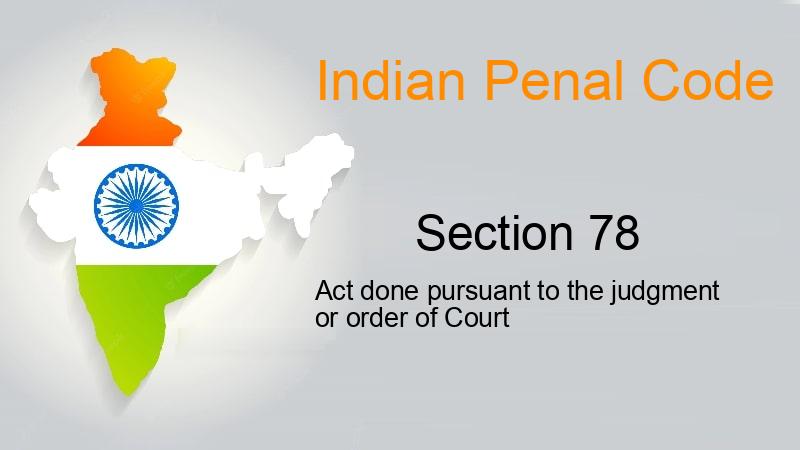 Indian Penal Code
Section 78
Act done pursuant to the judgment
or order of Court